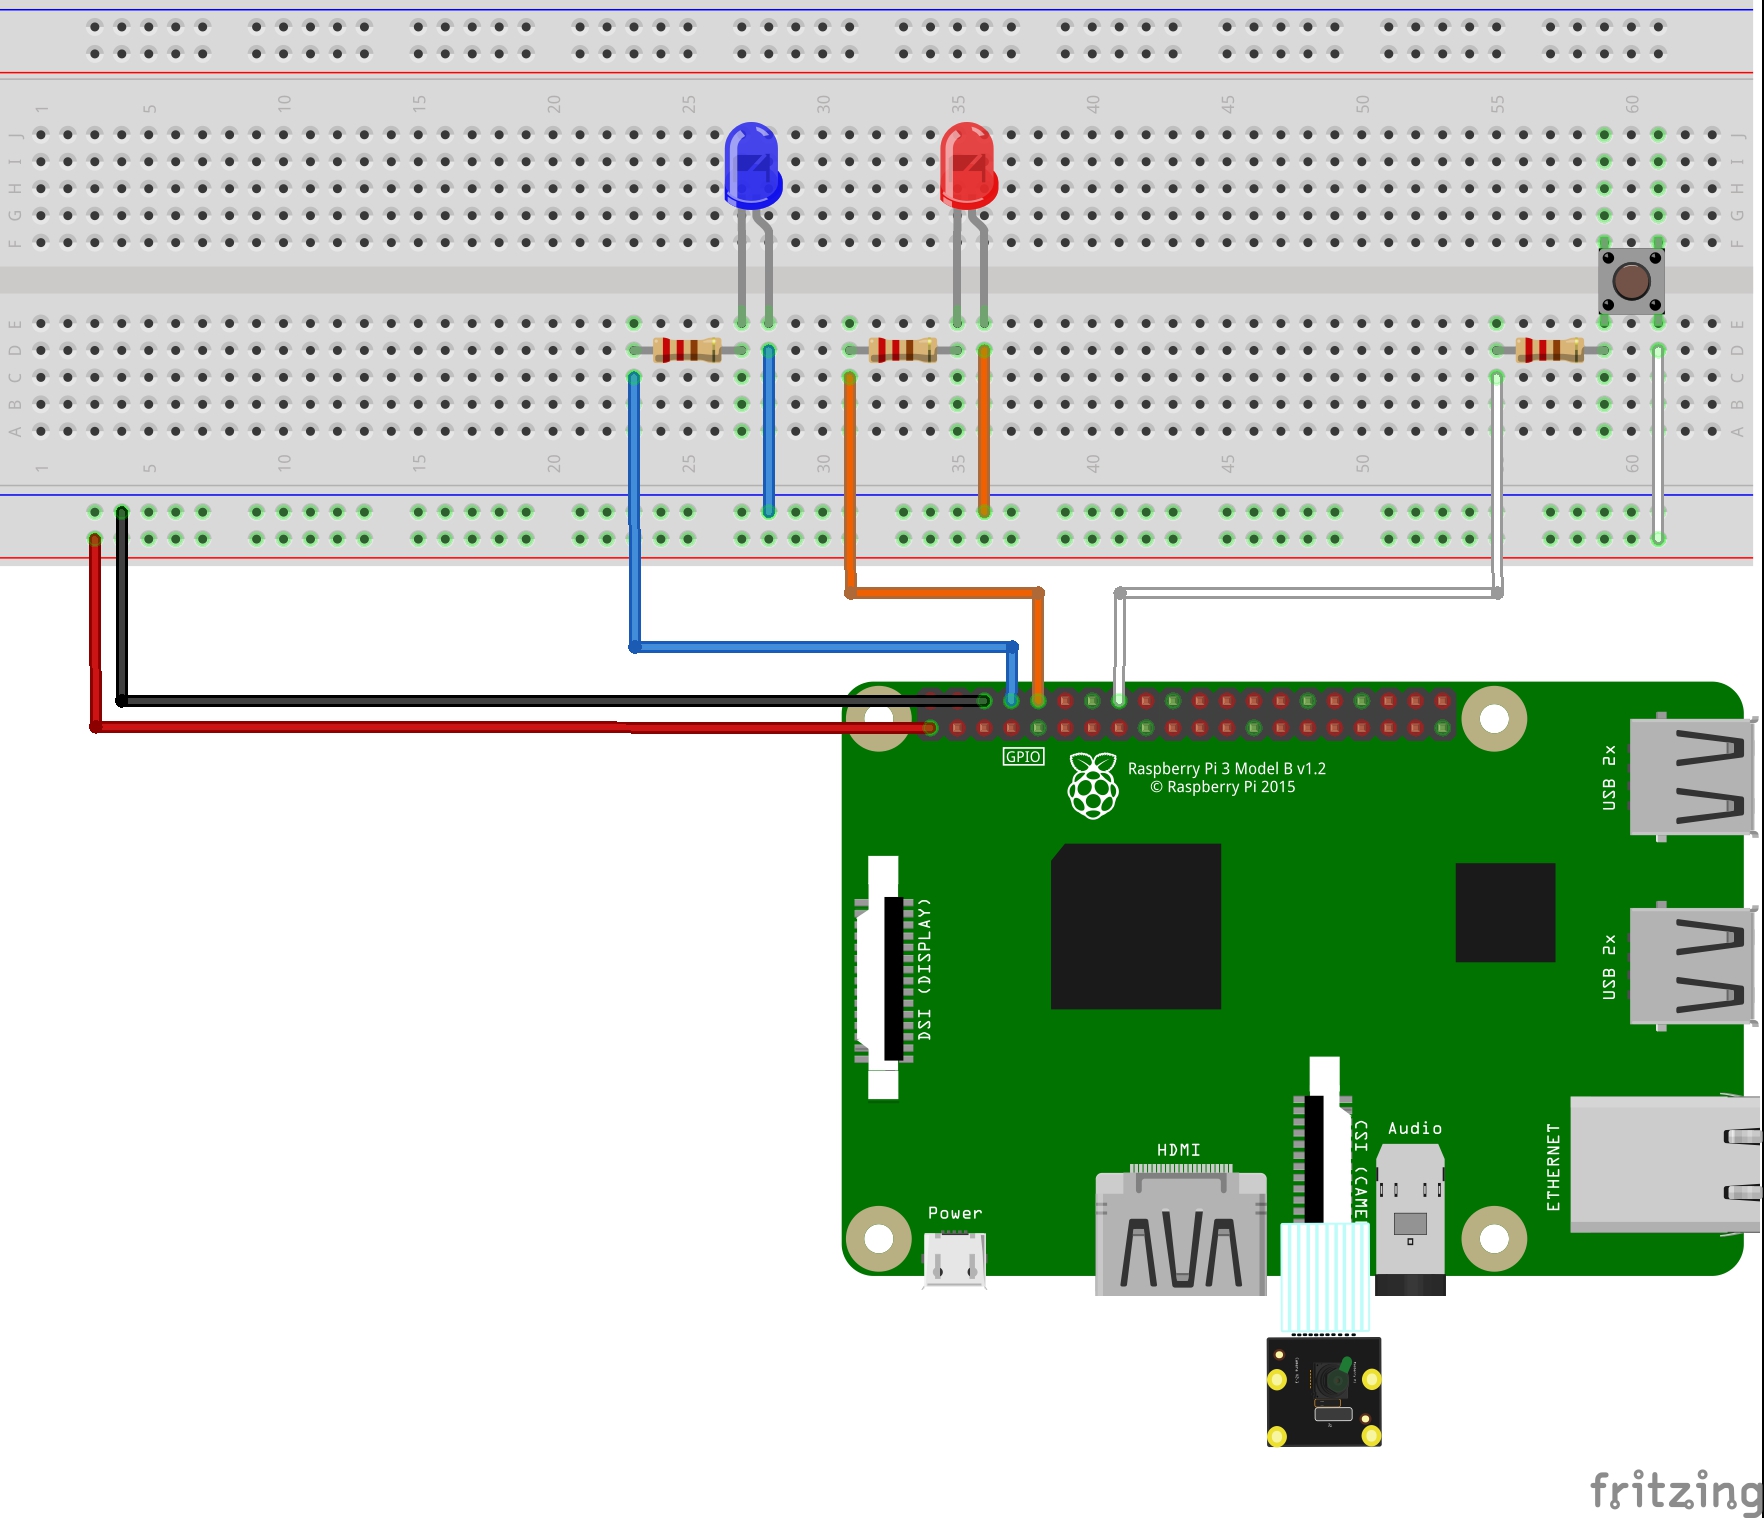 1 5 10 15 20 25 30 35 40 45 50 55 60
J J
I I
H H
G G
F F
E E
D D
C C
B B
A A
1 5 10 15 20 25 30 35 40 45 50 60
GPIO
Raspberry Pi 3 Model B v1.2
© Raspberry Pi 2015
USB 2x
DSI (DISPLAY)
USB 2x
Audio
CSI (CAME
ETHERNET
HDMI
Power
fritzing